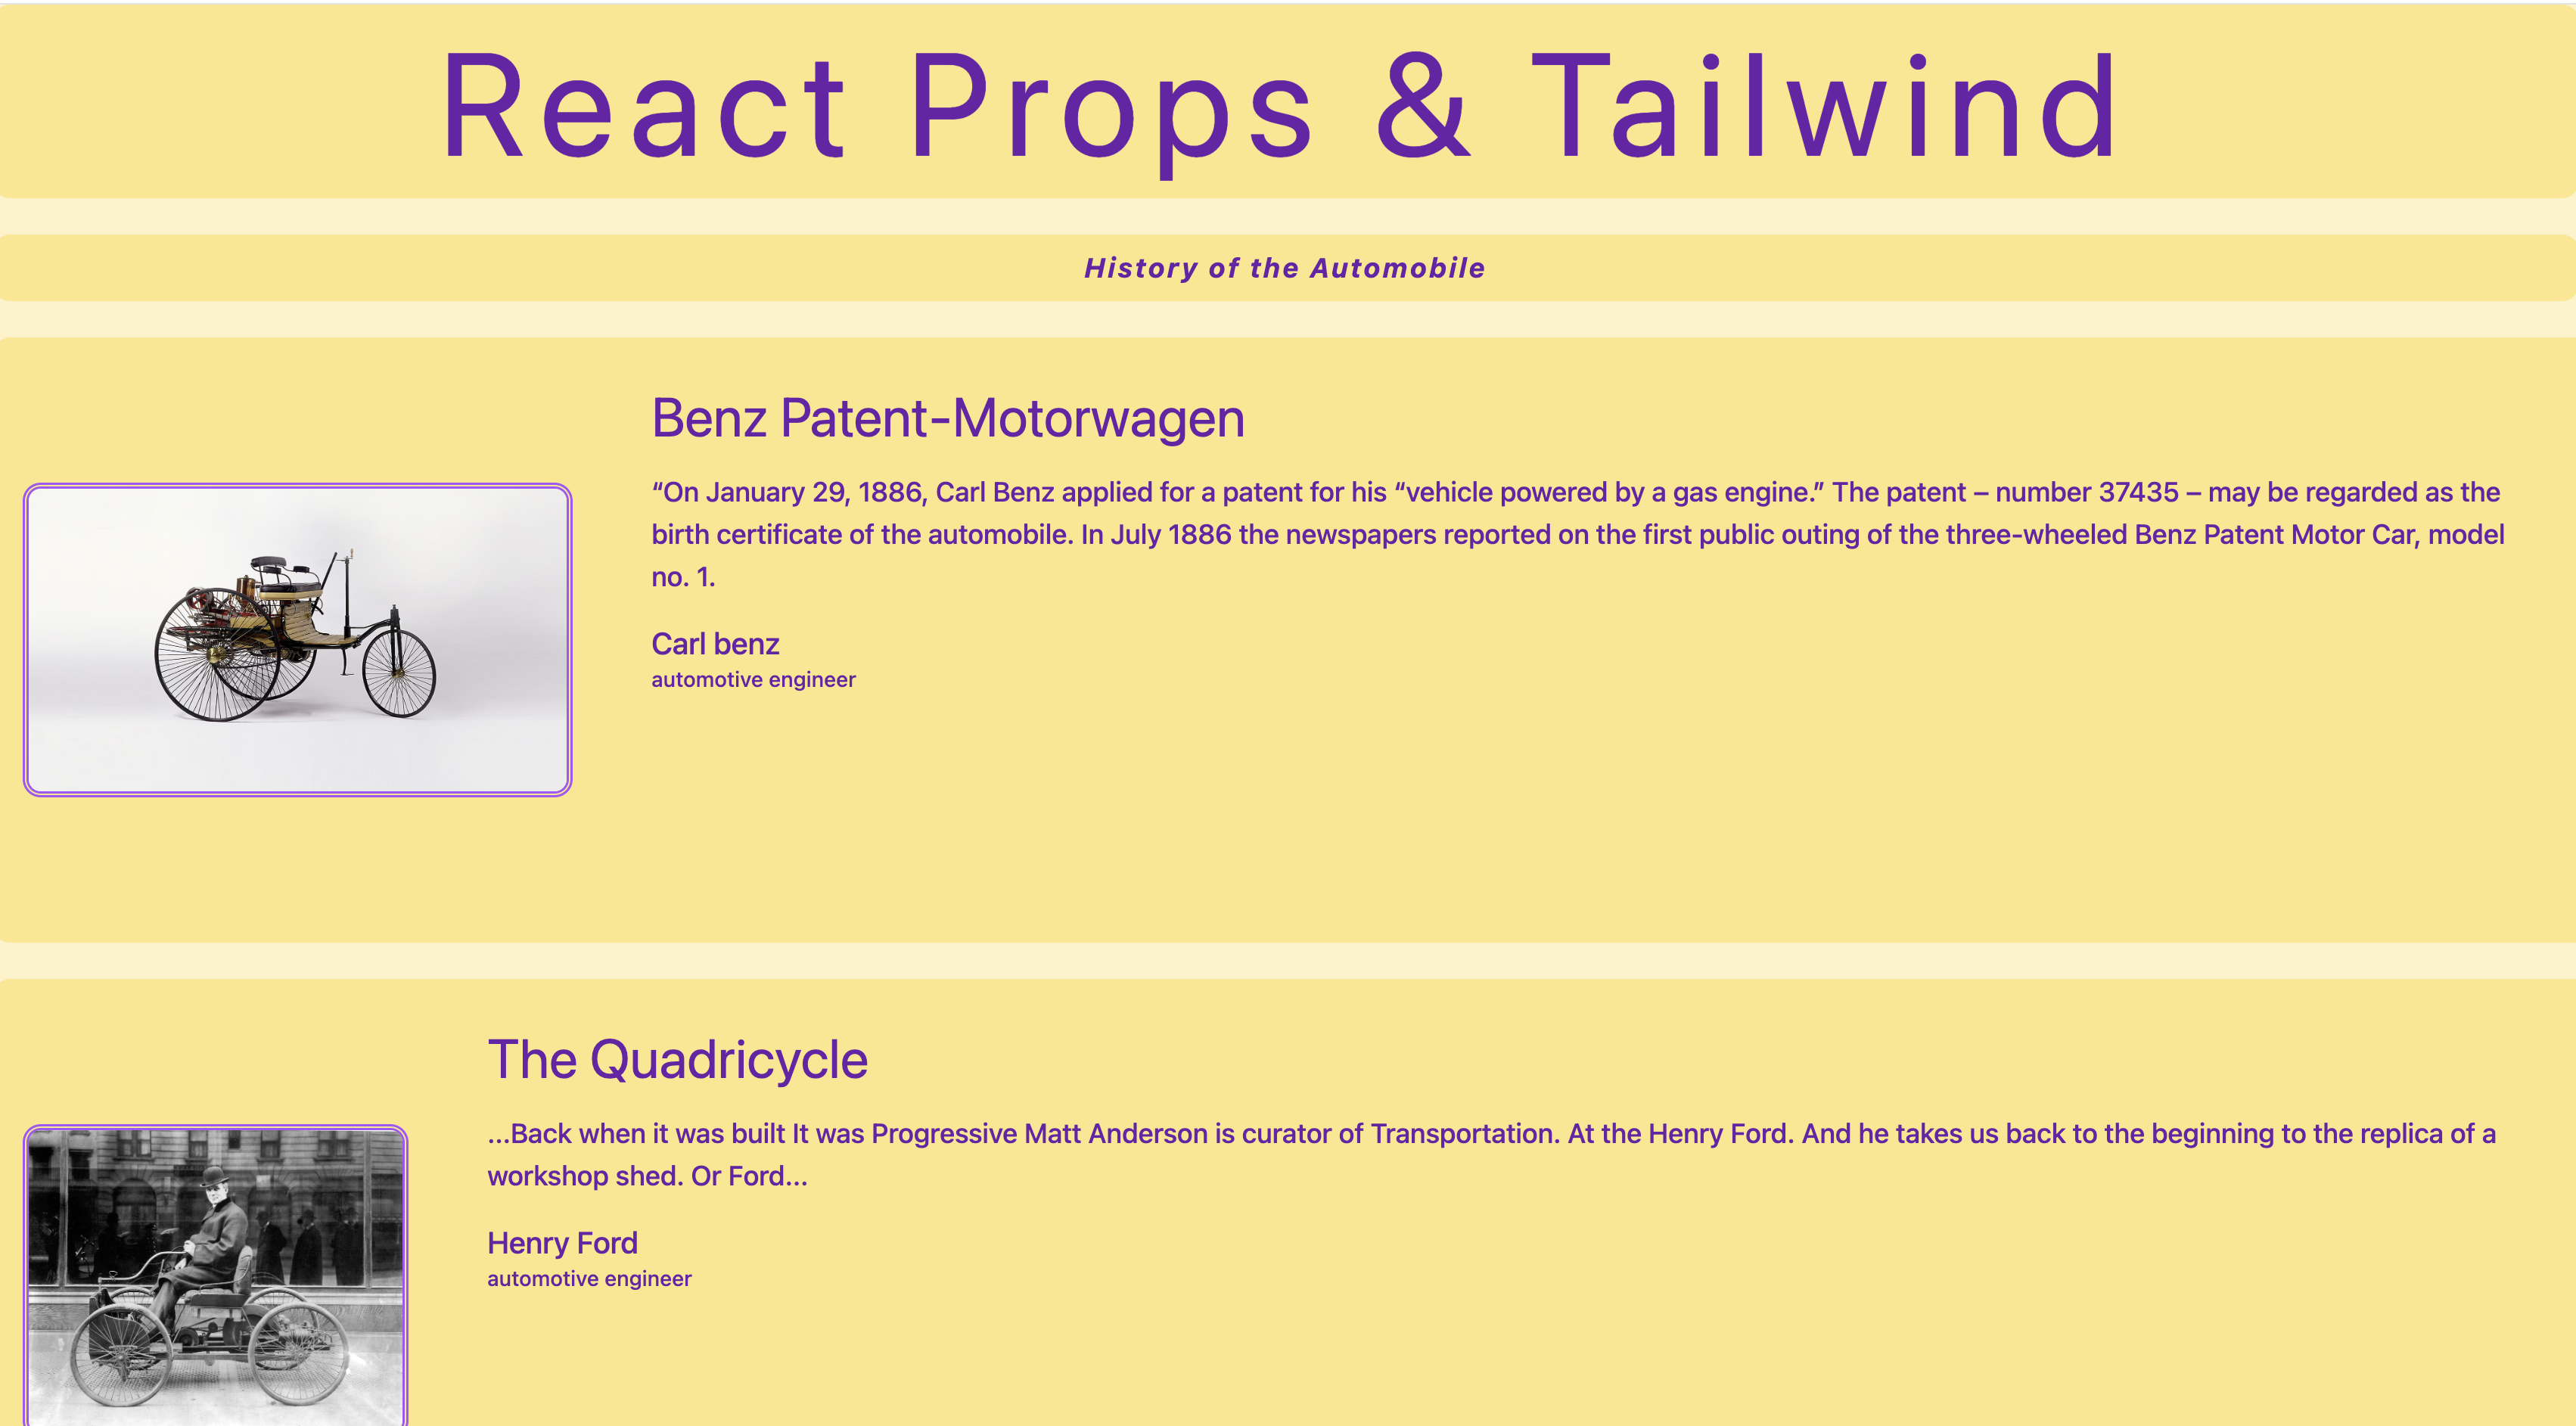 React Props & Tailwind
History of the Automobile
Benz Patent-Motorwagen
“On January 29, 1886, Carl Benz applied for a patent for his “vehicle powered by a gas engine.” The patent – number 37435 – may be regarded as the
birth certificate of the automobile. In July 1886 the newspapers reported on the first public outing of the three-wheeled Benz Patent Motor Car, model
no. 1.
Carl benz
automotive engineer
The Quadricycle
...Back when it was built It was Progressive Matt Anderson is curator of Transportation. At the Henry Ford. And he takes us back to the beginning to the replica of a
workshop shed. Or Ford...
Henry Ford
automotive engineer